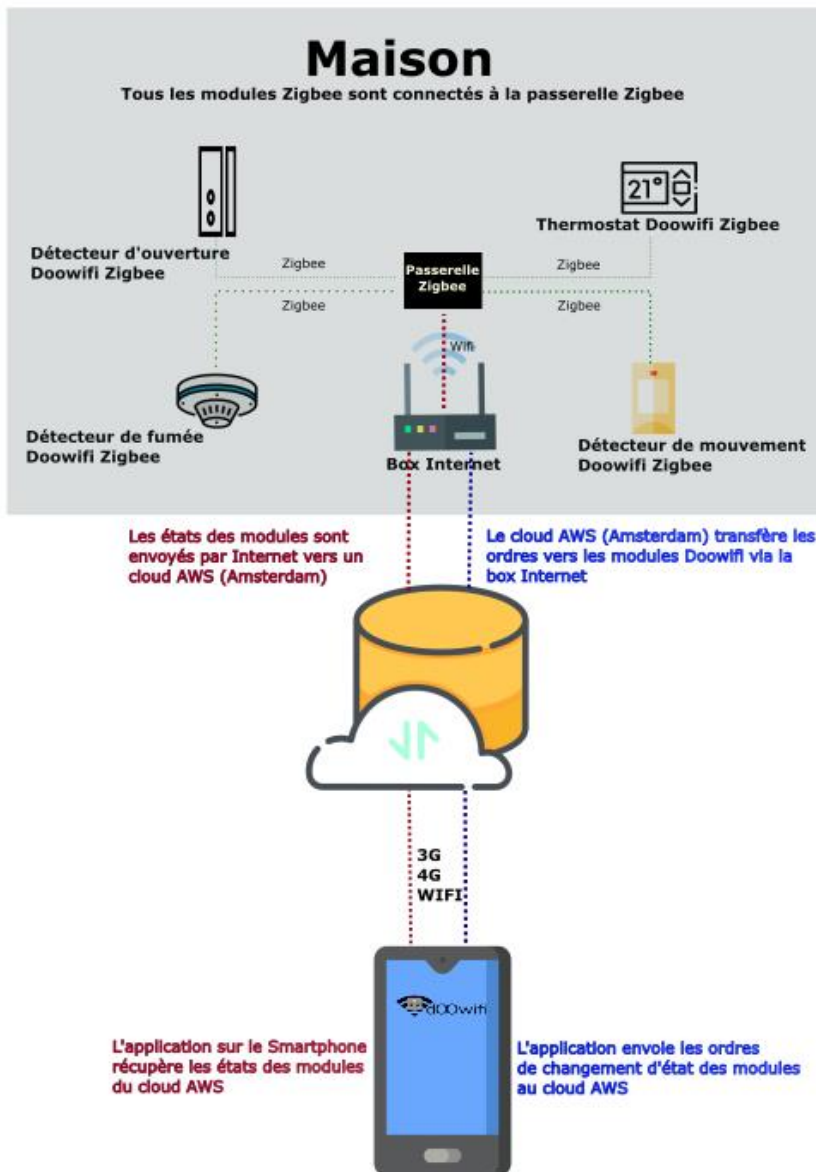 Maison
Tous les modules Zigbee sont connectés à la passerelle Zigbee
21°
Thermostat Doowifi Zigbee
Détecteur d'ouverture
Doowifi Zigbee
Zigbee
Passerelle
Zigbee
Zigbee
Zigbee
Zigbee
Wifi
Détecteur de fumée
Doowifi Zigbee
Box Internet
Détecteur de mouvement
Doowifi Zigbee
Les états des modules sont
envoyés par Internet vers un
cloud AWS (Amsterdam)
Le cloud AWS (Amsterdam) transfère les
ordres vers les modules Doowifi via la
box Internet
3G
4G
WIFI
dOOwifi
L'application sur le Smartphone
récupère les états des modules
du cloud AWS
L'application envoie les ordres
de changement d'état des modules
au cloud AWS